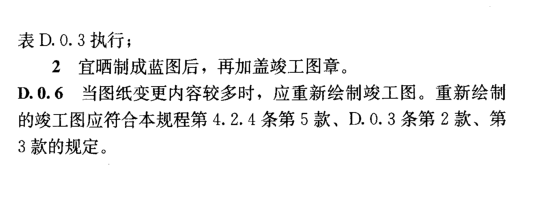 表 D. 0. 3 执行；
2 宜晒制成蓝图后，再加盖竣工图章。
D. 0. 6 当图纸变更内容较多时，应重新绘制竣工图。重新绘制
的竣工图应符合本规程第 4. 2. 4 条第 5 款、D. 0. 3 条第 2 款、第
3 款的规定。